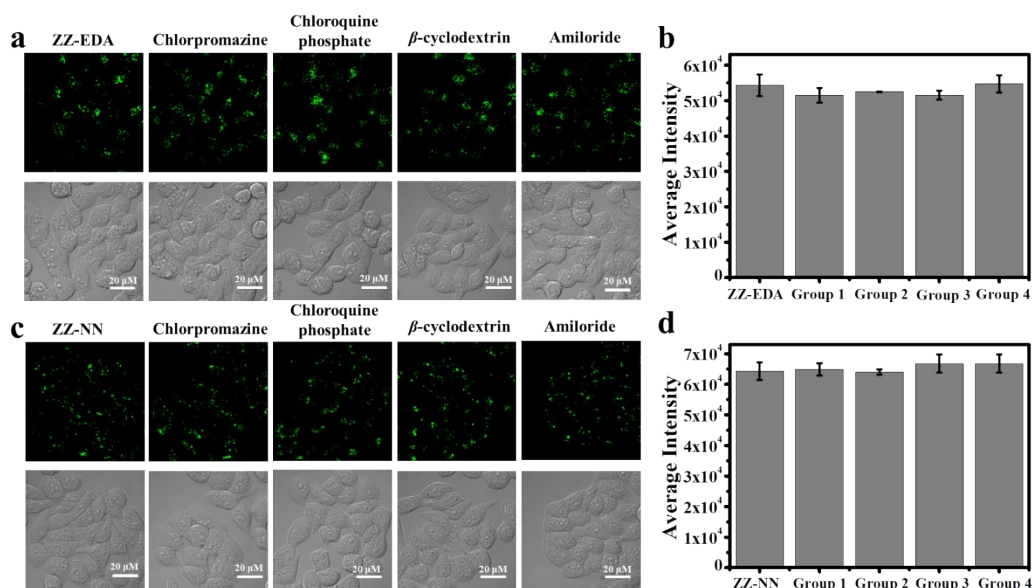 a
ZZ-EDA
Chlorpromazine
Chloroquine
phosphate
β-cyclodextrin
Amiloride
20 μM
20 μM
20 μM
20 μM
20 μM
b
Average Intensity
6x10⁴
5x10⁴
4x10⁴
3x10⁴
2x10⁴
1x10⁴
0
ZZ-EDA
Group 1
Group 2
Group 3
Group 4
c
ZZ-NN
Chlorpromazine
Chloroquine
phosphate
β-cyclodextrin
Amiloride
20 μM
20 μM
20 μM
20 μM
20 μM
d
Average Intensity
7x10⁴
6x10⁴
5x10⁴
4x10⁴
3x10⁴
2x10⁴
1x10⁴
0
ZZ-NN
Group 1
Group 2
Group 3
Group 4